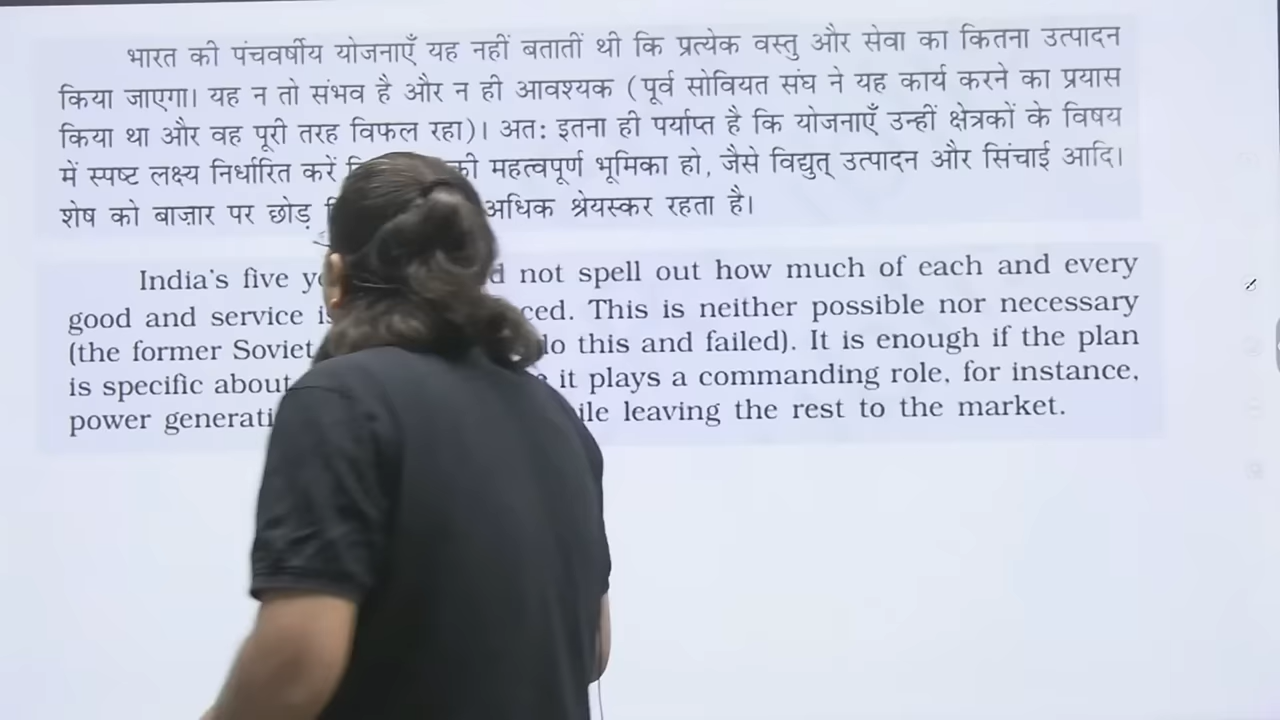 भारत की पंचवर्षीय योजनाएँ यह नहीं बतातीं थी कि प्रत्येक वस्तु और सेवा का कितना उत्पादन
किया जाएगा। यह न तो संभव है और न ही आवश्यक (पूर्व सोवियत संघ ने यह कार्य करने का प्रयास
किया था और वह पूरी तरह विफल रहा)। अत: इतना ही पर्याप्त है कि योजनाएँ उन्हीं क्षेत्रकों के विषय
में स्पष्ट लक्ष्य निर्धारित करें की महत्वपूर्ण भूमिका हो, जैसे विद्युत् उत्पादन और सिंचाई आदि।
शेष को बाज़ार पर छोड़ अधिक श्रेयस्कर रहता है।
India's five not spell out how much of each and every
good and service This is neither possible nor necessary
(the former Soviet this and failed). It is enough if the plan
is specific about it plays a commanding role, for instance,
power leaving the rest to the market.